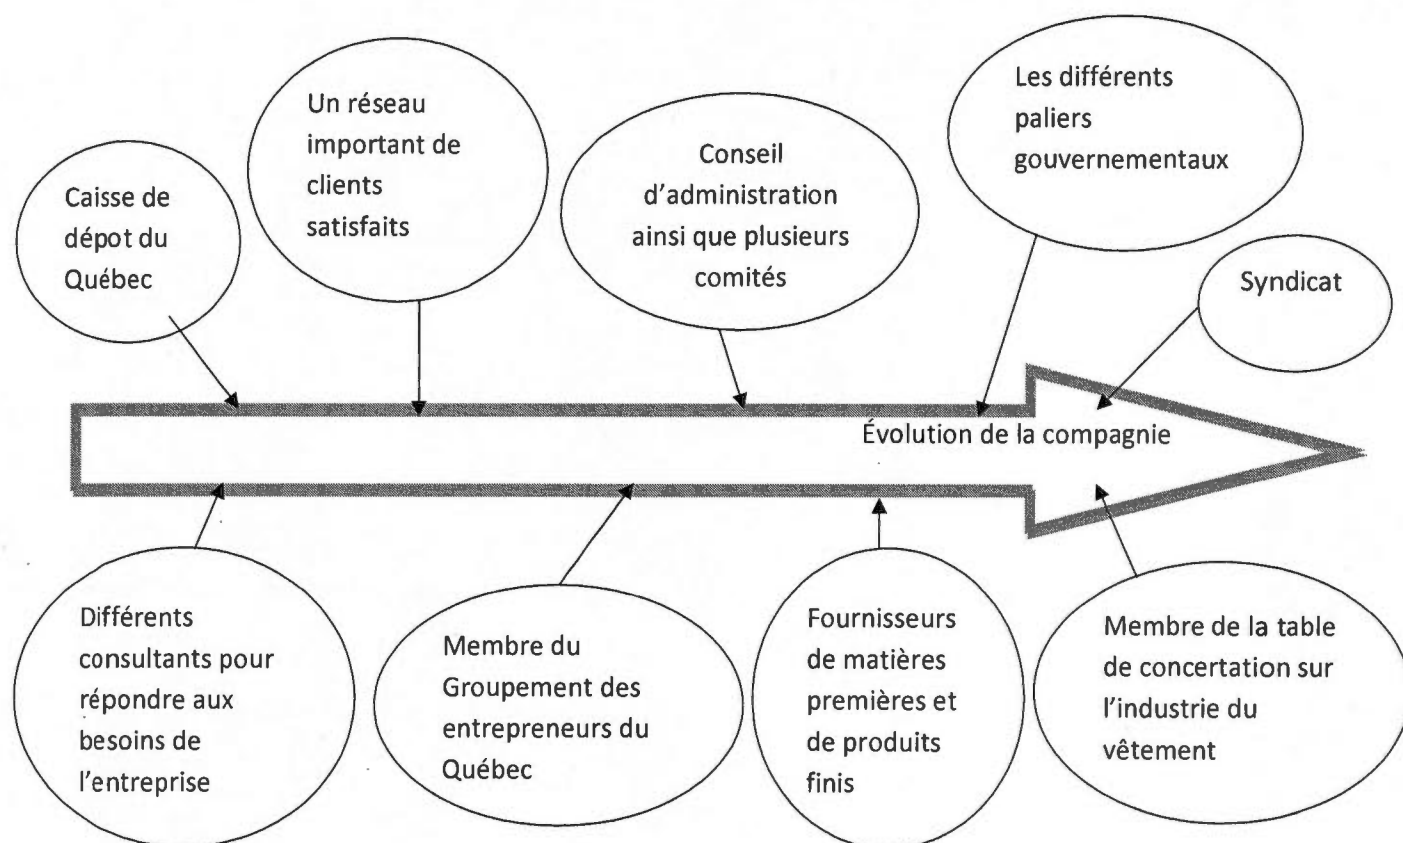 Caisse de
dépot du
Québec
Un réseau
important de
clients
satisfaits
Conseil
d'administration
ainsi que plusieurs
comités
Les différents
paliers
gouvernementaux
Syndicat
Évolution de la compagnie
Différents
consultants pour
répondre aux
besoins de
l'entreprise
Membre du
Groupement des
entrepreneurs du
Québec
Fournisseurs
de matières
premières et
de produits
finis
Membre de la table
de concertation sur
l'industrie du
vêtement